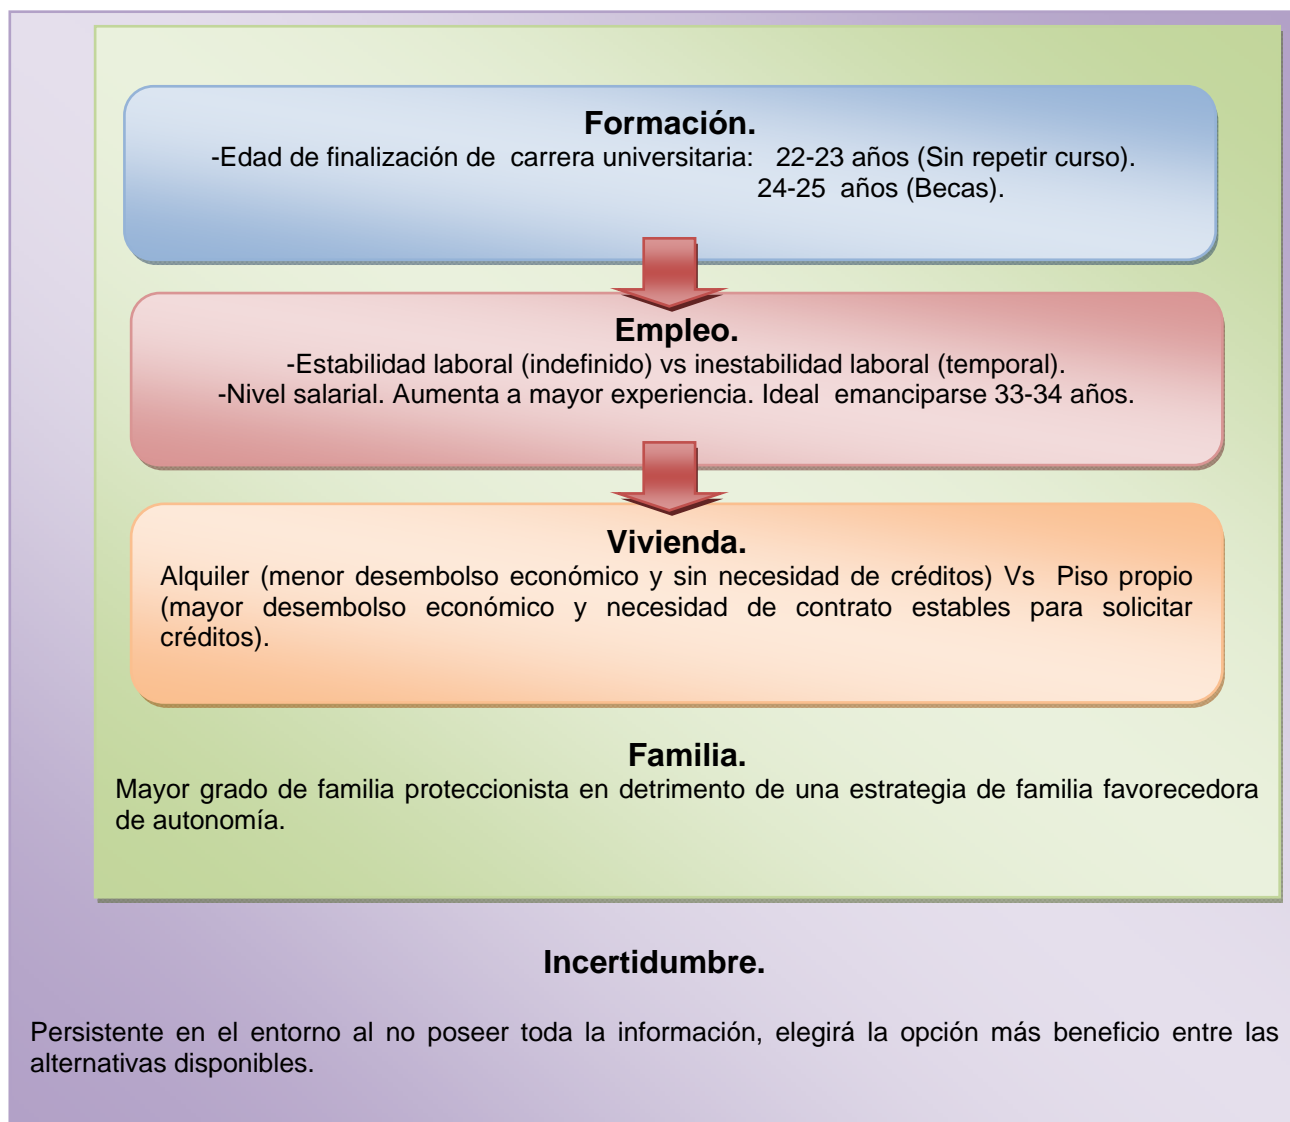 Formación.
-Edad de finalización de carrera universitaria: 22-23 años (Sin repetir curso).
24-25 años (Becas).
Empleo.
-Estabilidad laboral (indefinido) vs inestabilidad laboral (temporal).
-Nivel salarial. Aumenta a mayor experiencia. Ideal emanciparse 33-34 años.
Vivienda.
Alquiler (menor desembolso económico y sin necesidad de créditos) Vs Piso propio
(mayor desembolso económico y necesidad de contrato estables para solicitar
créditos).
Familia.
Mayor grado de familia proteccionista en detrimento de una estrategia de familia favorecedora
de autonomía.
Incertidumbre.
Persistente en el entorno al no poseer toda la información, elegirá la opción más beneficio entre las
alternativas disponibles.